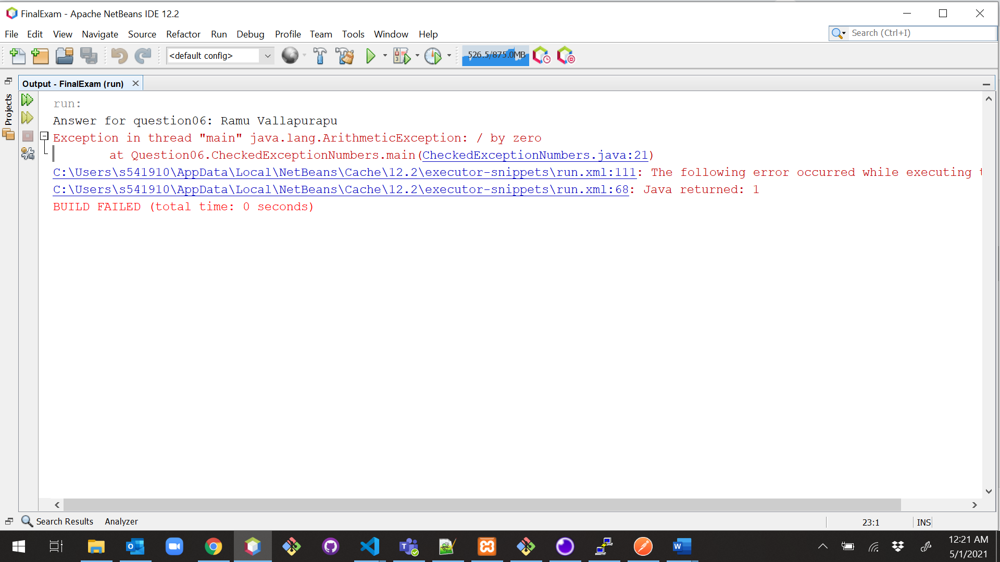 FinalExam - Apache NetBeans IDE 12.2
File Edit View Navigate Source Refactor Run Debug Profile Team Tools Window Help
Search (Ctrl+I)
<default config>
526.5/875.0MB
Projects
Output - FinalExam (run)
run:
Answer for question06: Ramu Vallapurapu
Exception in thread "main" java.lang.ArithmeticException: / by zero
at Question06.CheckedExceptionNumbers.main(CheckedExceptionNumbers.java:21)
C:\Users\s541910\AppData\Local\NetBeans\Cache\12.2\executor-snippets\run.xml:111: The following error occurred while executing
C:\Users\s541910\AppData\Local\NetBeans\Cache\12.2\executor-snippets\run.xml:68: Java returned: 1
BUILD FAILED (total time: 0 seconds)
Search Results Analyzer
23:1 INS
12:21 AM
5/1/2021